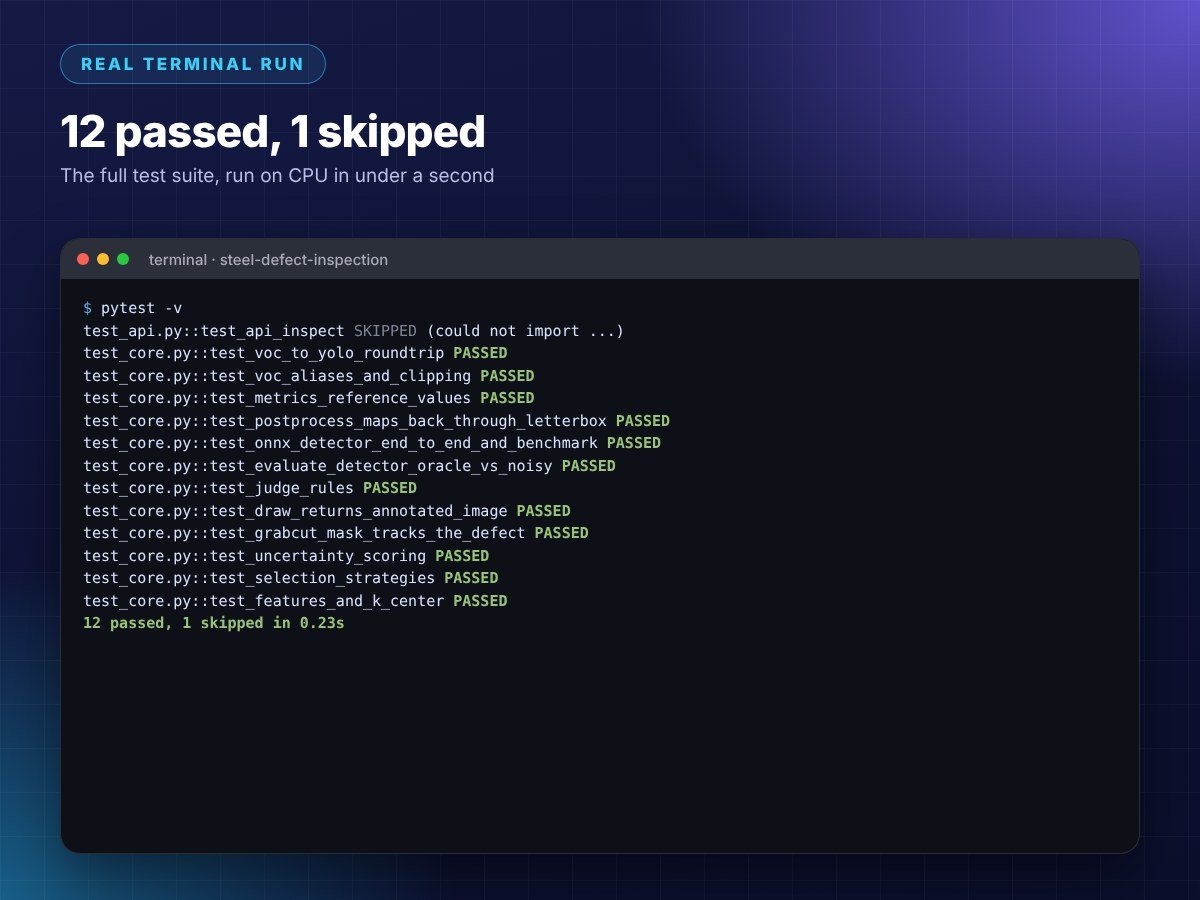 REAL TERMINAL RUN
12 passed, 1 skipped
The full test suite, run on CPU in under a second
terminal · steel-defect-inspection
$ pytest -v
test_api.py::test_api_inspect SKIPPED (could not import ...)
test_core.py::test_voc_to_yolo_roundtrip PASSED
test_core.py::test_voc_aliases_and_clipping PASSED
test_core.py::test_metrics_reference_values PASSED
test_core.py::test_postprocess_maps_back_through_letterbox PASSED
test_core.py::test_onnx_detector_end_to_end_and_benchmark PASSED
test_core.py::test_evaluate_detector_oracle_vs_noisy PASSED
test_core.py::test_judge_rules PASSED
test_core.py::test_draw_returns_annotated_image PASSED
test_core.py::test_grabcut_mask_tracks_the_defect PASSED
test_core.py::test_uncertainty_scoring PASSED
test_core.py::test_selection_strategies PASSED
test_core.py::test_features_and_k_center PASSED
12 passed, 1 skipped in 0.23s